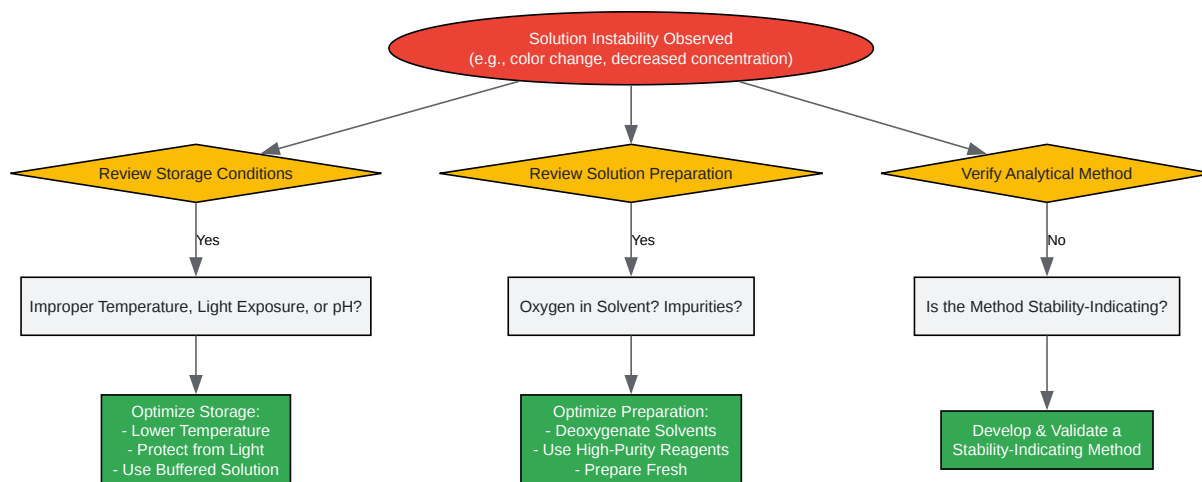 Solution Instability Observed
(e.g., color change, decreased concentration)
Review Storage Conditions
Review Solution Preparation
Verify Analytical Method
Yes
Yes
No
Improper Temperature, Light Exposure, or pH?
Oxygen in Solvent? Impurities?
Is the Method Stability-Indicating?
Optimize Storage:
- Lower Temperature
- Protect from Light
- Use Buffered Solution
Optimize Preparation:
- Deoxygenate Solvents
- Use High-Purity Reagents
- Prepare Fresh
Develop & Validate a
Stability-Indicating Method